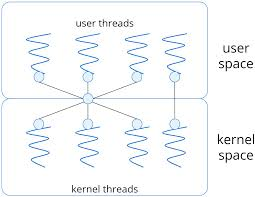 user threads
user
space
kernel
space
kernel threads